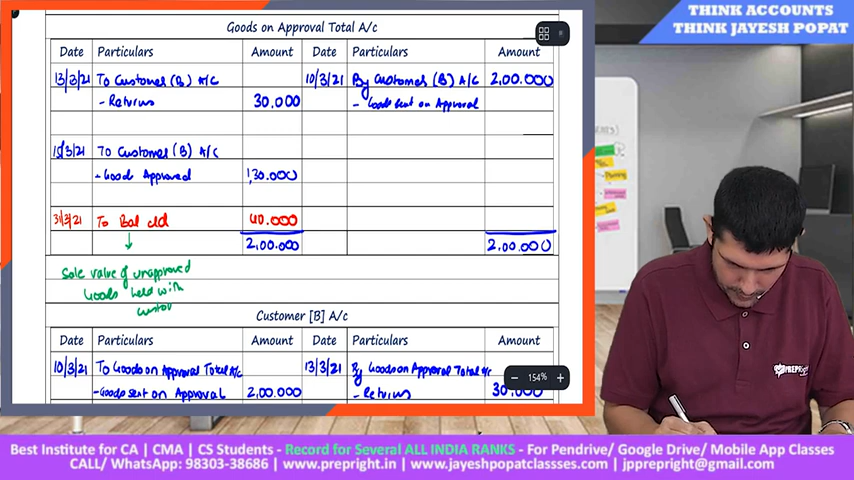 THINK ACCOUNTS
THINK JAYESH POPAT
Goods on Approval Total A/c
Date Particulars Amount Date Particulars Amount
13/3/21 To Customer (B) A/C 10/3/21 By Customer (B) A/C 2,00.000
- Returns 30.000 - Goods sent on Approval
15/3/21 To Customer (B) A/C
- Goods Approved 1,30.000
31/3/21 To Bal c/d 40.000
2,00.000 2,00.000
Sale value of unapproved
Goods held with
Customer [B] A/c
Date Particulars Amount Date Particulars Amount
10/3/21 To Goods on Approval Total A/c 13/3/21 By Goods on Approval Total A/c
- Goods sent on Approval 2,00.000 - Returns 30.000
154%
PREPRight
Best Institute for CA | CMA | CS Students - Record for Several ALL INDIA RANKS - For Pendrive/ Google Drive/ Mobile App Classes
CALL/ WhatsApp: 98303-38686 | www.prepright.in | www.jayeshpopatclassses.com | jpprepright@gmail.com